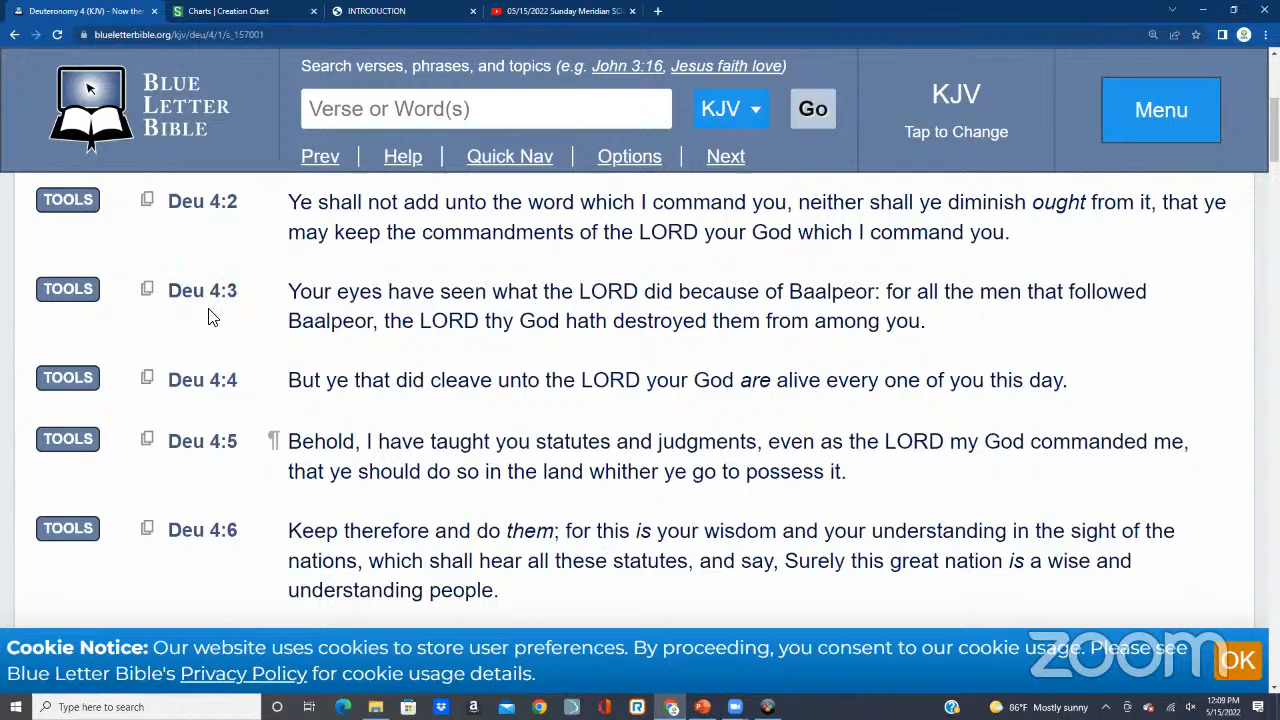 Deuteronomy 4 (KJV) - Now ther
Charts | Creation Chart
INTRODUCTION
05/15/2022 Sunday Meridian SO
blueletterbible.org/kjv/deu/4/1/s_157001
BLUE
LETTER
BIBLE
Search verses, phrases, and topics (e.g. John 3:16, Jesus faith love)
Verse or Word(s)
KJV
Go
Prev | Help | Quick Nav | Options | Next
KJV
Tap to Change
Menu
TOOLS Deu 4:2 Ye shall not add unto the word which I command you, neither shall ye diminish ought from it, that ye
may keep the commandments of the LORD your God which I command you.
TOOLS Deu 4:3 Your eyes have seen what the LORD did because of Baalpeor: for all the men that followed
Baalpeor, the LORD thy God hath destroyed them from among you.
TOOLS Deu 4:4 But ye that did cleave unto the LORD your God are alive every one of you this day.
TOOLS Deu 4:5 ¶ Behold, I have taught you statutes and judgments, even as the LORD my God commanded me,
that ye should do so in the land whither ye go to possess it.
TOOLS Deu 4:6 Keep therefore and do them; for this is your wisdom and your understanding in the sight of the
nations, which shall hear all these statutes, and say, Surely this great nation is a wise and
understanding people.
Cookie Notice: Our website uses cookies to store user preferences. By proceeding, you consent to our cookie usage. Please see
Blue Letter Bible's Privacy Policy for cookie usage details.
OK
zoom
Type here to search
86°F Mostly sunny
12:09 PM
5/15/2022